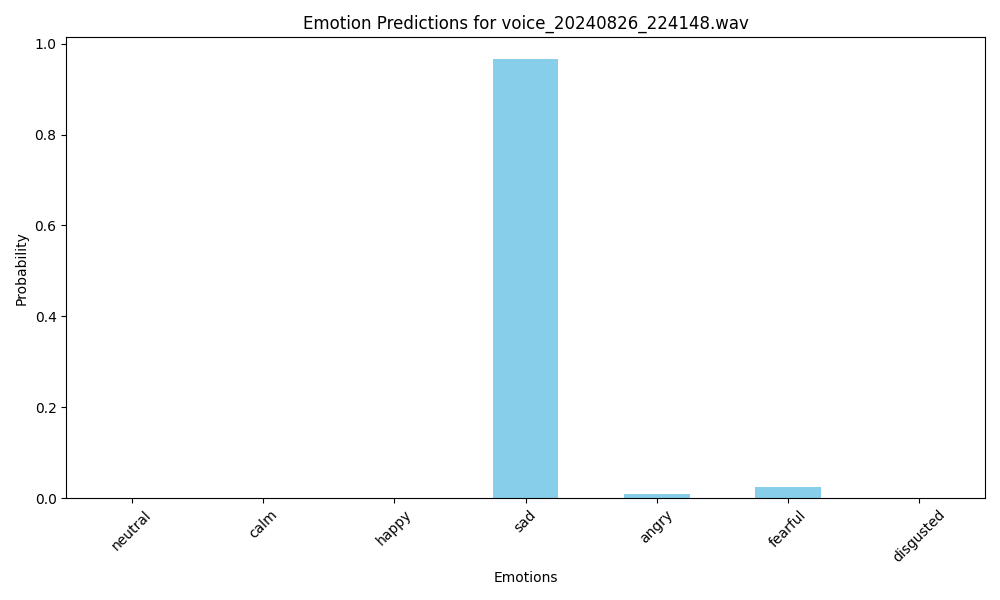 Emotion Predictions for voice_20240826_224148.wav
1.0
0.8
0.6
0.4
0.2
0.0
Probability
neutral
calm
happy
sad
angry
fearful
disgusted
Emotions